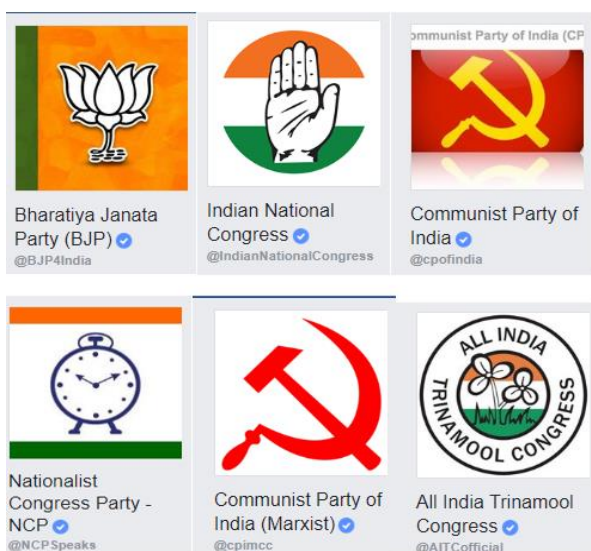 ommunist Party of India (CP
Bharatiya Janata
Party (BJP)
@BJP4India
Indian National
Congress
@IndianNationalCongress
Communist Party of
India
@cpofindia
ALL INDIA
TRINAMOOL CONGRESS
Nationalist
Congress Party -
NCP
@NCPSpeaks
Communist Party of
India (Marxist)
@cpimcc
All India Trinamool
Congress
@AITCofficial